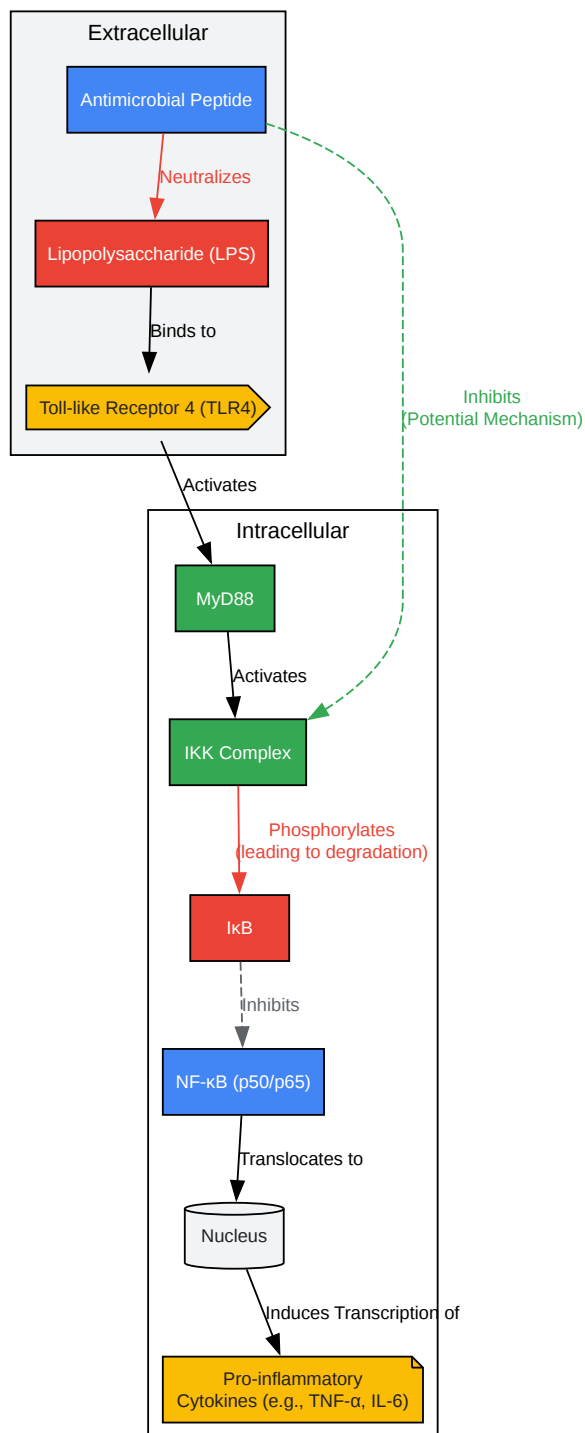 Extracellular
Antimicrobial Peptide
Neutralizes
Lipopolysaccharide (LPS)
Binds to
Toll-like Receptor 4 (TLR4)
Inhibits
(Potential Mechanism)
Activates
Intracellular
MyD88
Activates
IKK Complex
Phosphorylates
(leading to degradation)
IκB
Inhibits
NF-κB (p50/p65)
Translocates to
Nucleus
Induces Transcription of
Pro-inflammatory
Cytokines (e.g., TNF-α, IL-6)